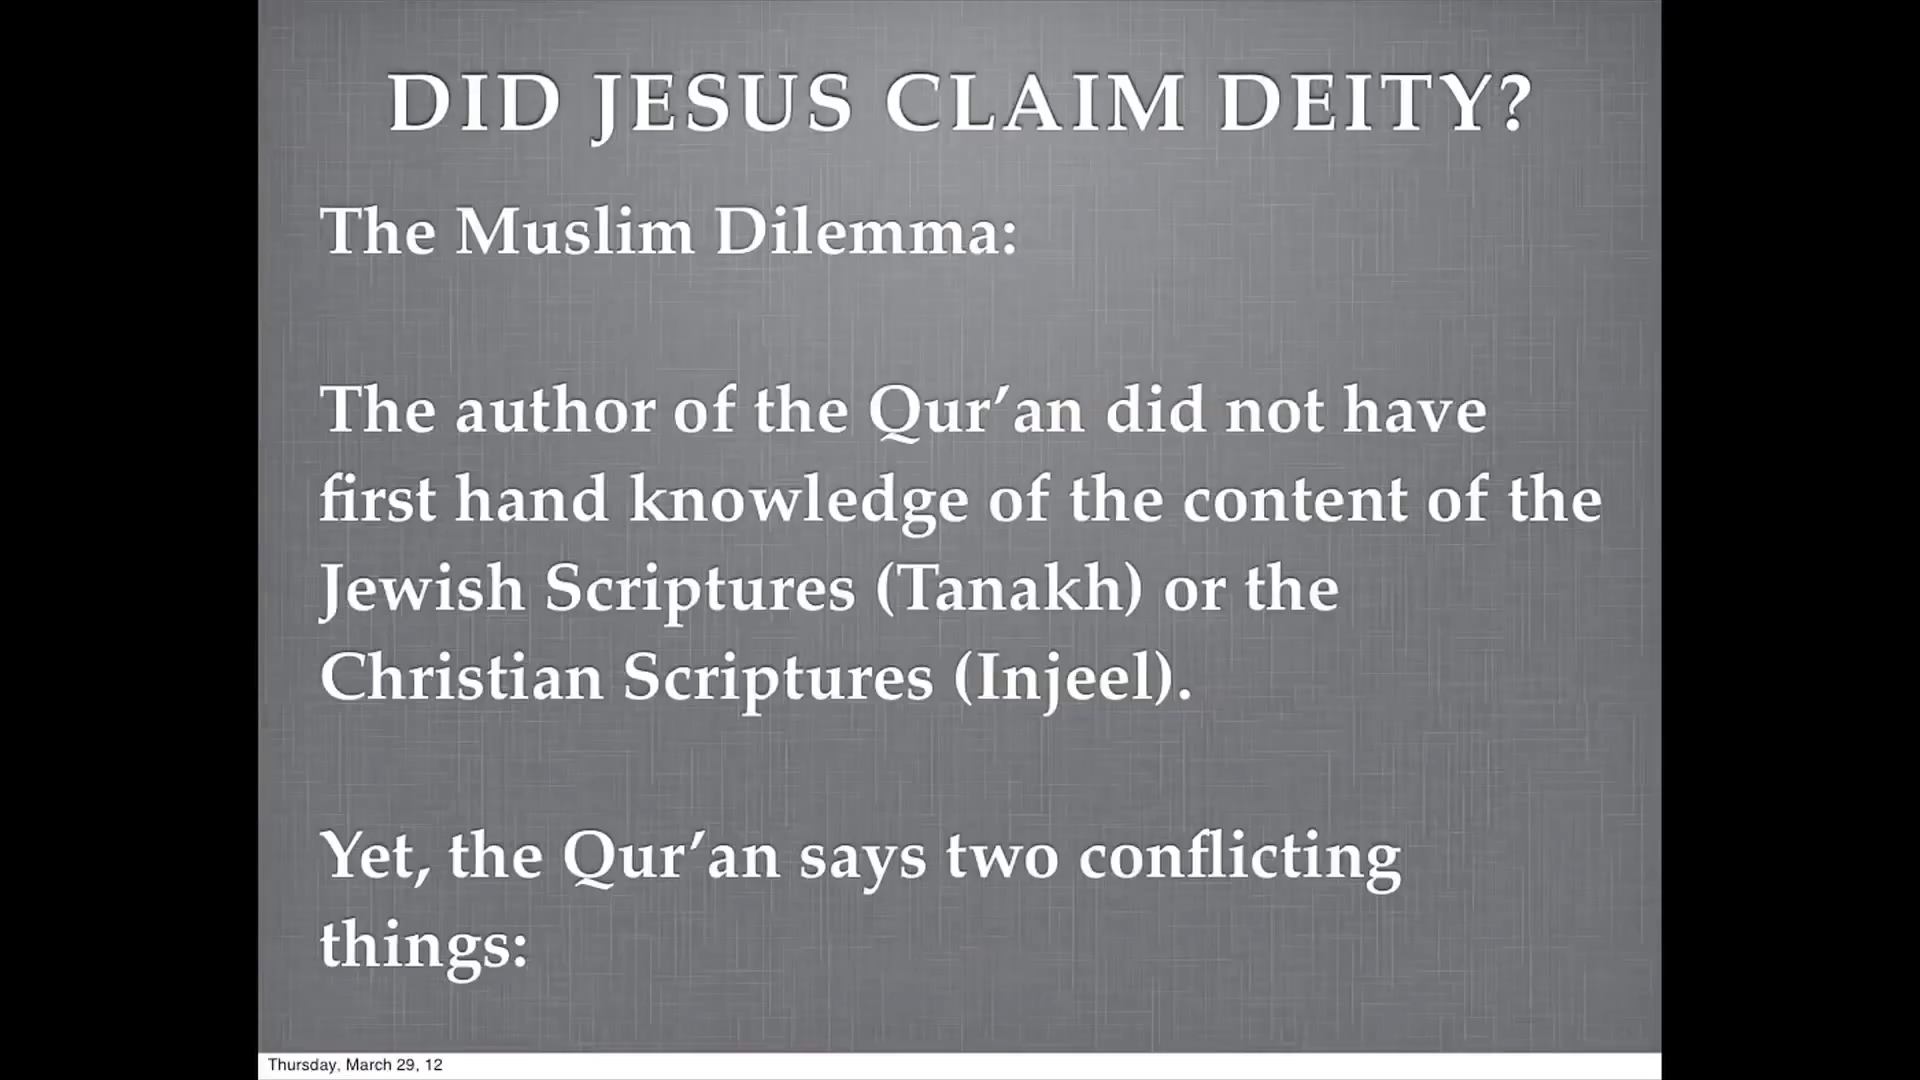 DID JESUS CLAIM DEITY?
The Muslim Dilemma:
The author of the Qur’an did not have
first hand knowledge of the content of the
Jewish Scriptures (Tanakh) or the
Christian Scriptures (Injeel).
Yet, the Qur’an says two conflicting
things:
Thursday, March 29, 12